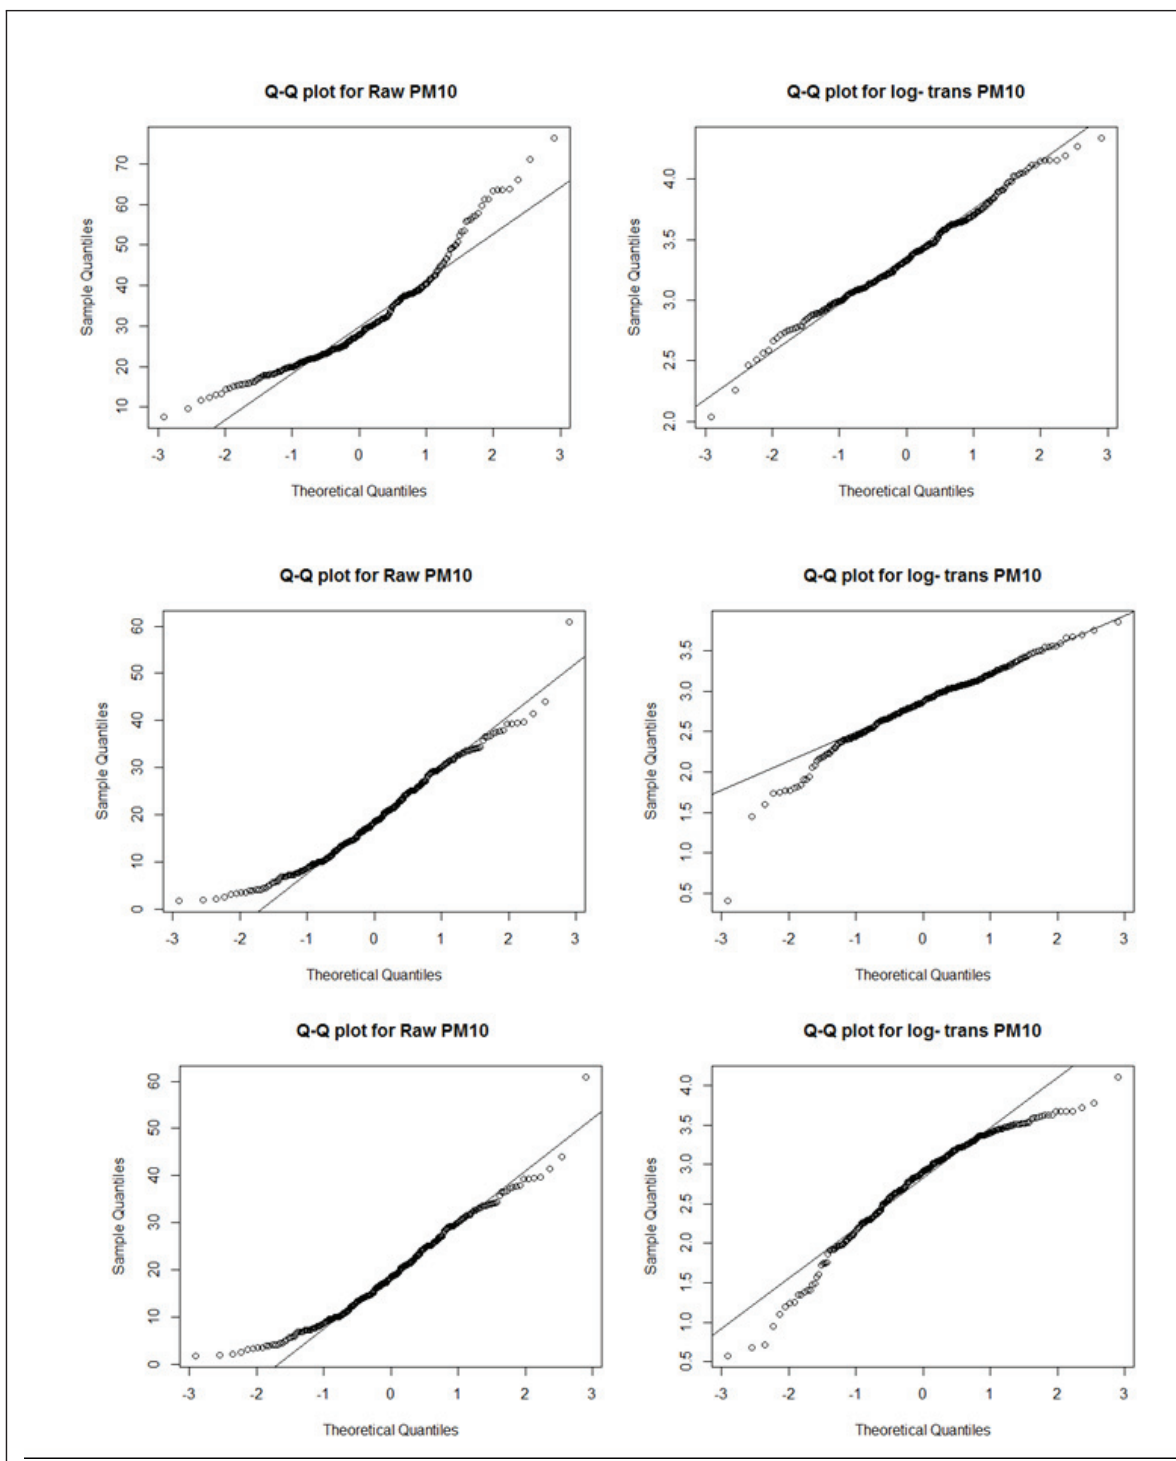 Q-Q plot for Raw PM10
Q-Q plot for log- trans PM10
Sample Quantiles
70
60
50
40
30
20
10
-3 -2 -1 0 1 2 3
Theoretical Quantiles
Sample Quantiles
4.0
3.5
3.0
2.5
2.0
-3 -2 -1 0 1 2 3
Theoretical Quantiles
Q-Q plot for Raw PM10
Q-Q plot for log- trans PM10
Sample Quantiles
60
50
40
30
20
10
0
-3 -2 -1 0 1 2 3
Theoretical Quantiles
Sample Quantiles
3.5
3.0
2.5
2.0
1.5
1.0
0.5
-3 -2 -1 0 1 2 3
Theoretical Quantiles
Q-Q plot for Raw PM10
Q-Q plot for log- trans PM10
Sample Quantiles
60
50
40
30
20
10
0
-3 -2 -1 0 1 2 3
Theoretical Quantiles
Sample Quantiles
4.0
3.5
3.0
2.5
2.0
1.5
1.0
0.5
-3 -2 -1 0 1 2 3
Theoretical Quantiles